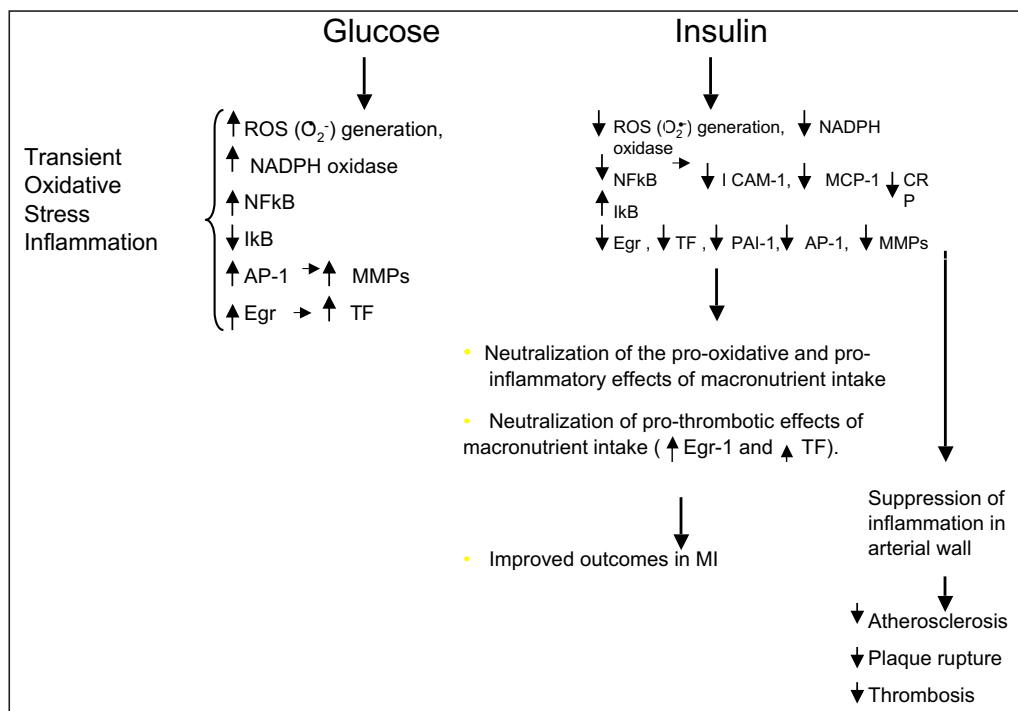 Glucose
Insulin
Transient
Oxidative
Stress
Inflammation
ROS (O2•-) generation,
NADPH oxidase
NFkB
IkB
AP-1 → ↑ MMPs
Egr → ↑ TF
↓ ROS (O2•-) generation, ↓ NADPH
oxidase
↓ NFkB → ↓ I CAM-1, ↓ MCP-1 ↓ CR
P
↑ IkB
↓ Egr , ↓ TF , ↓ PAI-1, ↓ AP-1, ↓ MMPs
• Neutralization of the pro-oxidative and pro-
inflammatory effects of macronutrient intake
• Neutralization of pro-thrombotic effects of
macronutrient intake ( ↑ Egr-1 and ↑ TF).
• Improved outcomes in MI
Suppression of
inflammation in
arterial wall
↓ Atherosclerosis
↓ Plaque rupture
↓ Thrombosis